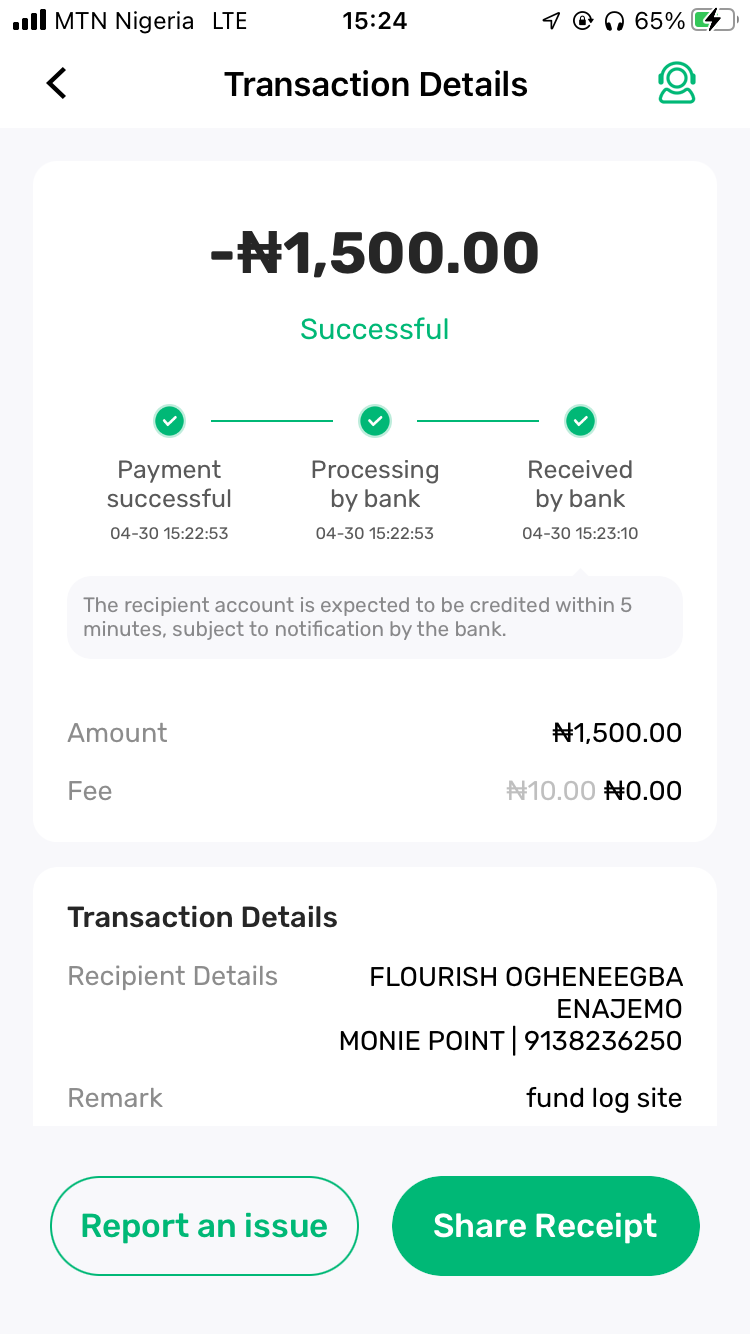 MTN Nigeria LTE 15:24 65%
Transaction Details
-₦1,500.00
Successful
Payment successful
04-30 15:22:53
Processing by bank
04-30 15:22:53
Received by bank
04-30 15:23:10
The recipient account is expected to be credited within 5
minutes, subject to notification by the bank.
Amount ₦1,500.00
Fee ₦10.00 ₦0.00
Transaction Details
Recipient Details FLOURISH OGHENEEGBA
ENAJEMO
MONIE POINT | 9138236250
Remark fund log site
Report an issue Share Receipt